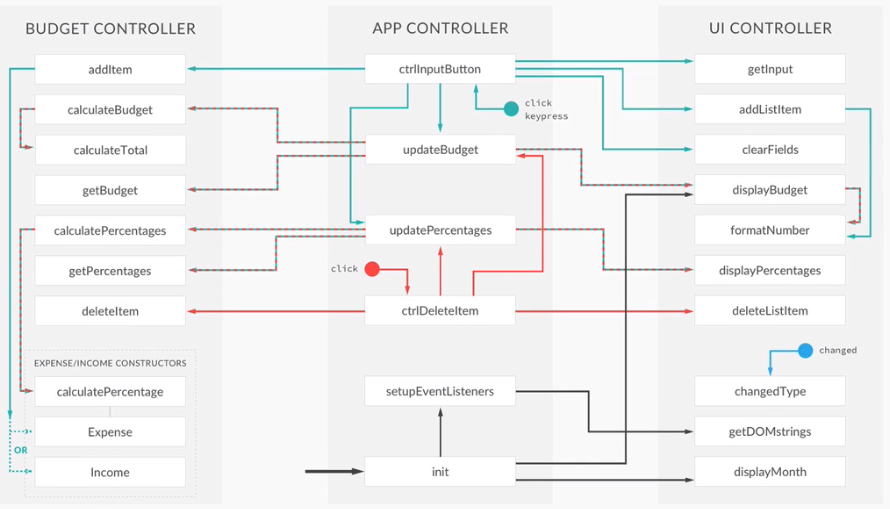 BUDGET CONTROLLER
addItem
calculateBudget
calculateTotal
getBudget
calculatePercentages
getPercentages
deleteItem
EXPENSE/INCOME CONSTRUCTORS
calculatePercentage
Expense
OR
Income
APP CONTROLLER
ctrlInputButton
click
keypress
updateBudget
updatePercentages
click
ctrlDeleteItem
setupEventListeners
init
UI CONTROLLER
getInput
addListItem
clearFields
displayBudget
formatNumber
displayPercentages
deleteListItem
changed
changedType
getDOMstrings
displayMonth